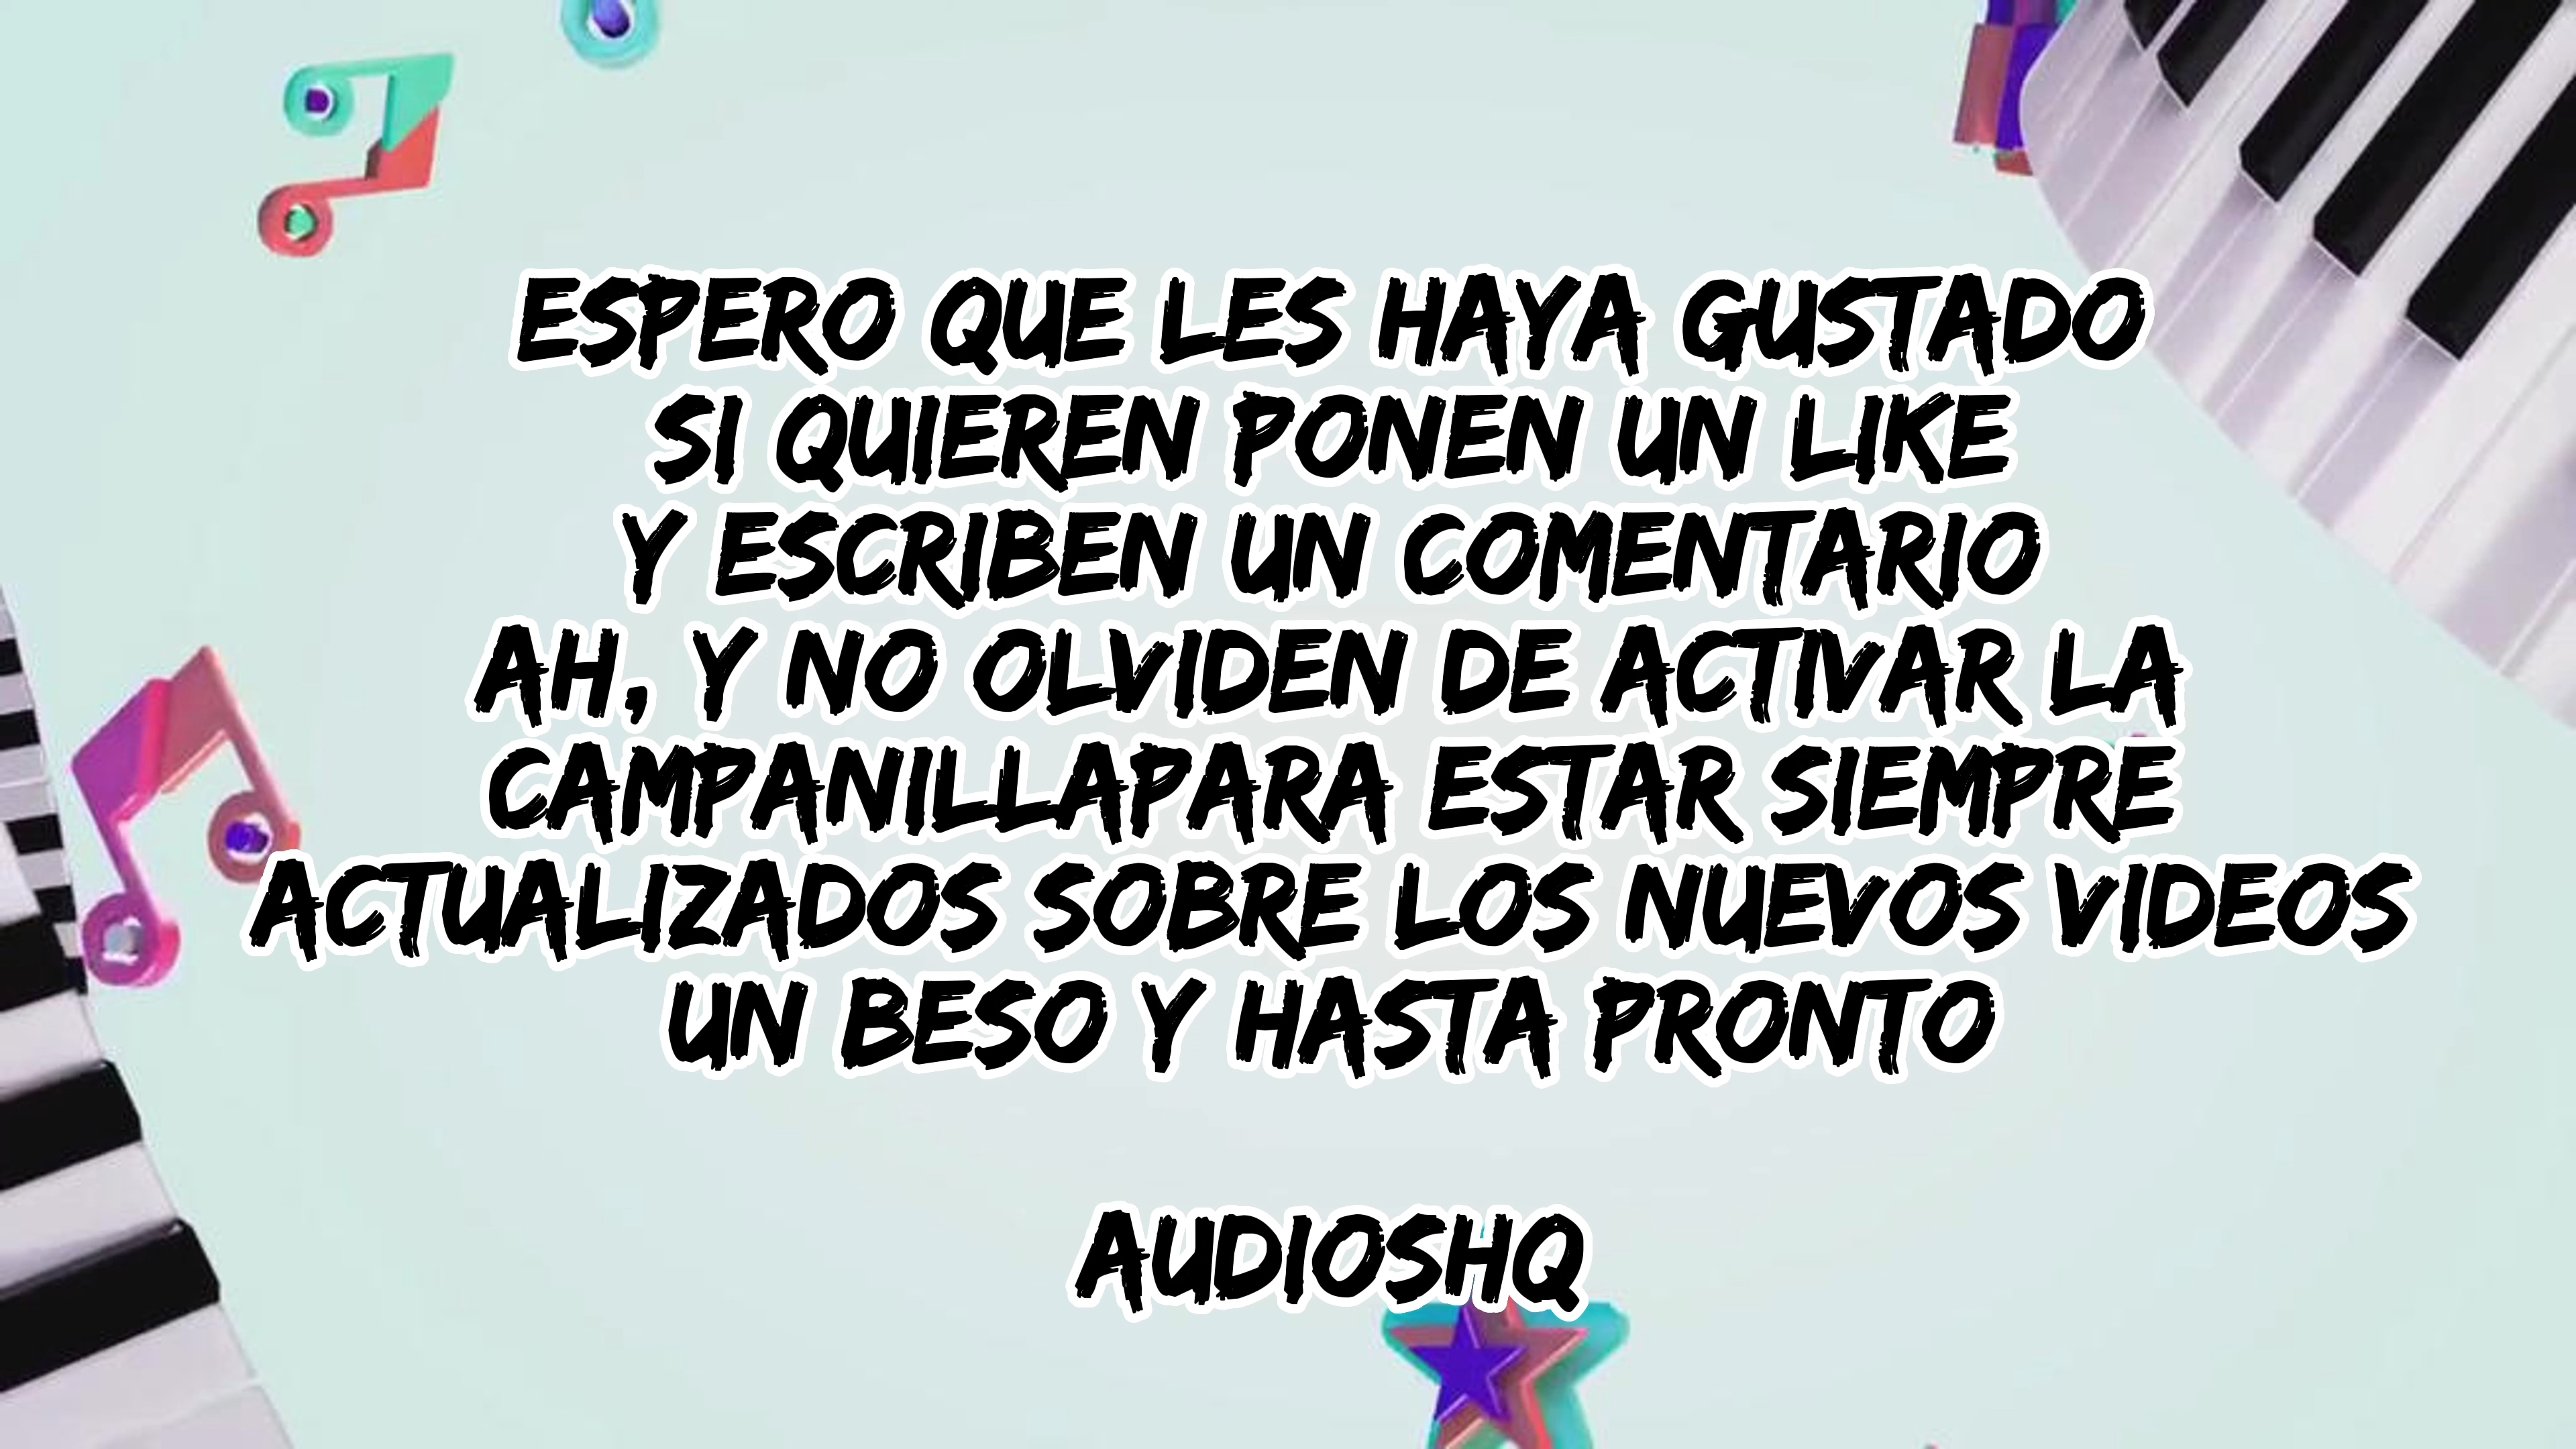 ESPERO QUE LES HAYA GUSTADO
SI QUIEREN PONEN UN LIKE
Y ESCRIBEN UN COMENTARIO
AH, Y NO OLVIDEN DE ACTIVAR LA
CAMPANILLAPARA ESTAR SIEMPRE
ACTUALIZADOS SOBRE LOS NUEVOS VIDEOS
UN BESO Y HASTA PRONTO
AUDIOSHQ